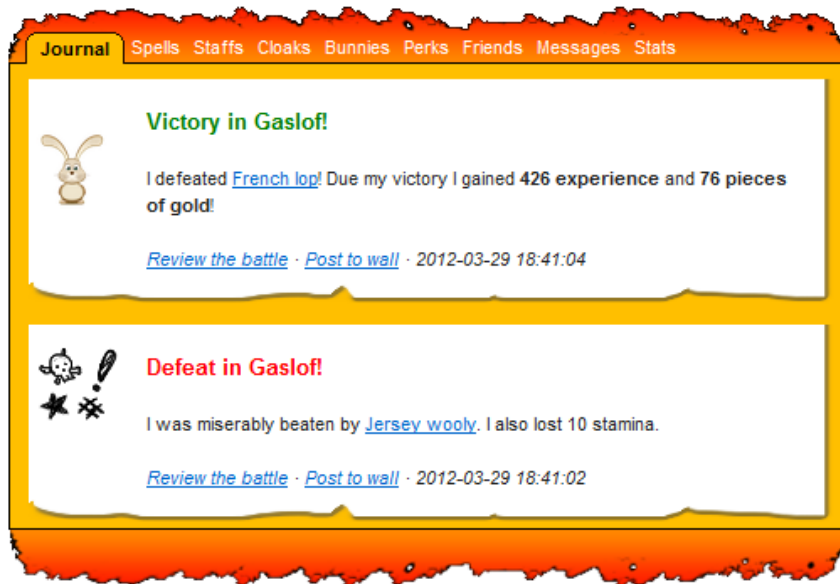 Journal Spells Staffs Cloaks Bunnies Perks Friends Messages Stats
Victory in Gaslof!
I defeated French lop! Due my victory I gained 426 experience and 76 pieces
of gold!
Review the battle · Post to wall · 2012-03-29 18:41:04
Defeat in Gaslof!
I was miserably beaten by Jersey wooly. I also lost 10 stamina.
Review the battle · Post to wall · 2012-03-29 18:41:02